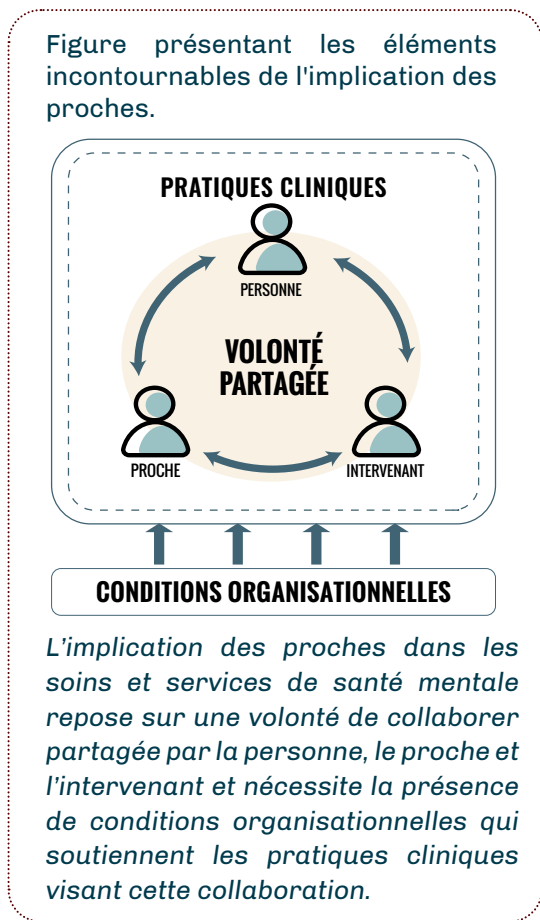 Figure présentant les éléments
incontournables de l'implication des
proches.
PRATIQUES CLINIQUES
PERSONNE
VOLONTÉ
PARTAGÉE
PROCHE
INTERVENANT
CONDITIONS ORGANISATIONNELLES
L’implication des proches dans les
soins et services de santé mentale
repose sur une volonté de collaborer
partagée par la personne, le proche et
l’intervenant et nécessite la présence
de conditions organisationnelles qui
soutiennent les pratiques cliniques
visant cette collaboration.